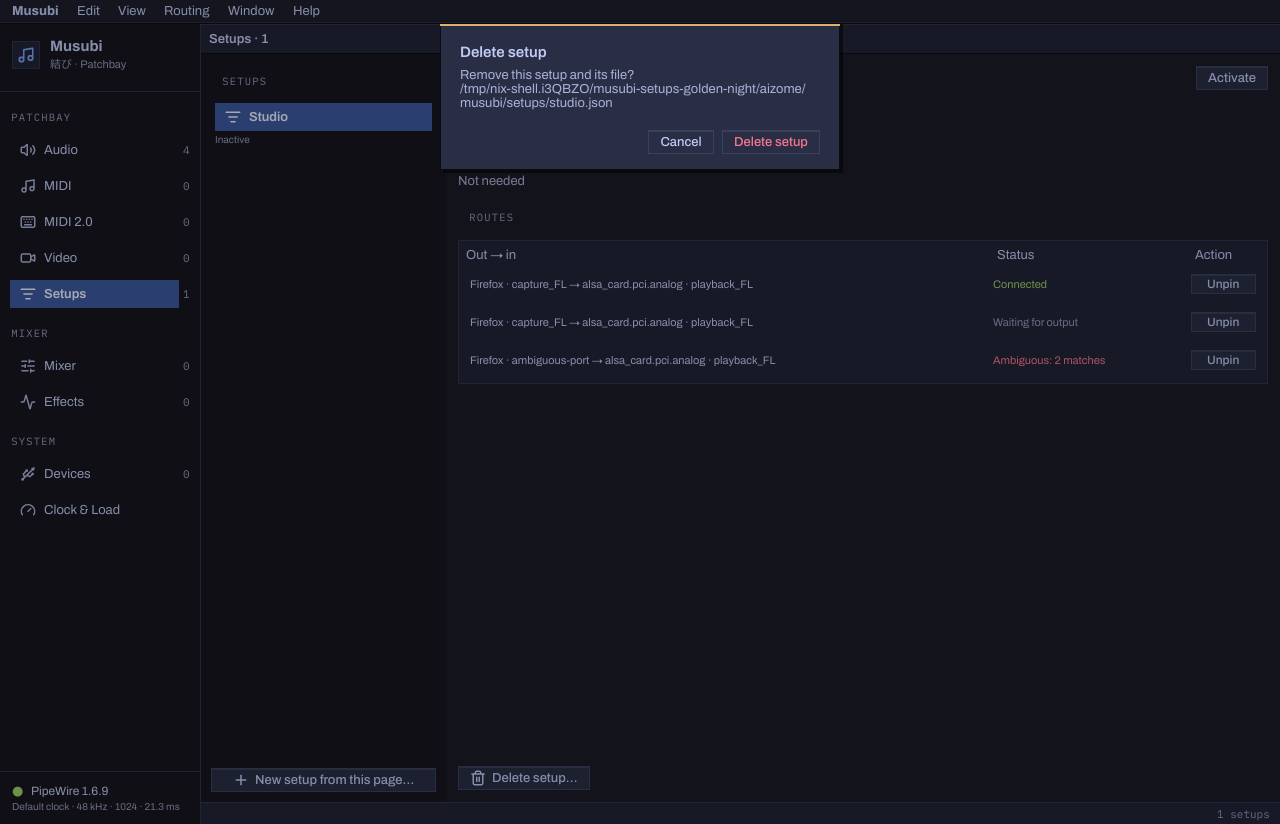 Musubi Edit View Routing Window Help
Musubi
結び · Patchbay
PATCHBAY
Audio 4
MIDI 0
MIDI 2.0 0
Video 0
Setups 1
MIXER
Mixer 0
Effects 0
SYSTEM
Devices 0
Clock & Load
PipeWire 1.6.9
Default clock · 48 kHz · 1024 · 21.3 ms
Setups · 1
SETUPS
Studio
Inactive
New setup from this page…
Delete setup
Remove this setup and its file?
/tmp/nix-shell.i3QBZO/musubi-setups-golden-night/aizome/
musubi/setups/studio.json
Cancel Delete setup
Activate
Not needed
ROUTES
Out → in Status Action
Firefox · capture_FL → alsa_card.pci.analog · playback_FL Connected Unpin
Firefox · capture_FL → alsa_card.pci.analog · playback_FL Waiting for output Unpin
Firefox · ambiguous-port → alsa_card.pci.analog · playback_FL Ambiguous: 2 matches Unpin
Delete setup…
1 setups